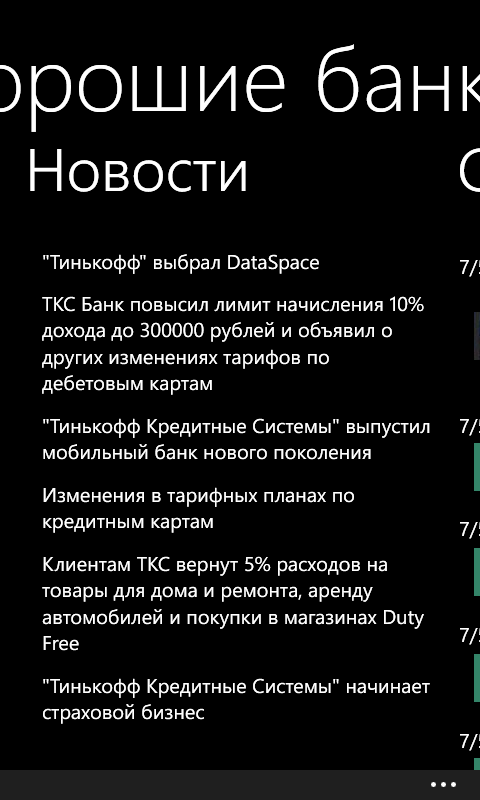 орошие банк
Новости
"Тинькофф" выбрал DataSpace
ТКС Банк повысил лимит начисления 10%
дохода до 300000 рублей и объявил о
других изменениях тарифов по
дебетовым картам
"Тинькофф Кредитные Системы" выпустил
мобильный банк нового поколения
Изменения в тарифных планах по
кредитным картам
Клиентам ТКС вернут 5% расходов на
товары для дома и ремонта, аренду
автомобилей и покупки в магазинах Duty
Free
"Тинькофф Кредитные Системы" начинает
страховой бизнес
С
7/5
7/5
7/5
7/5
7/5